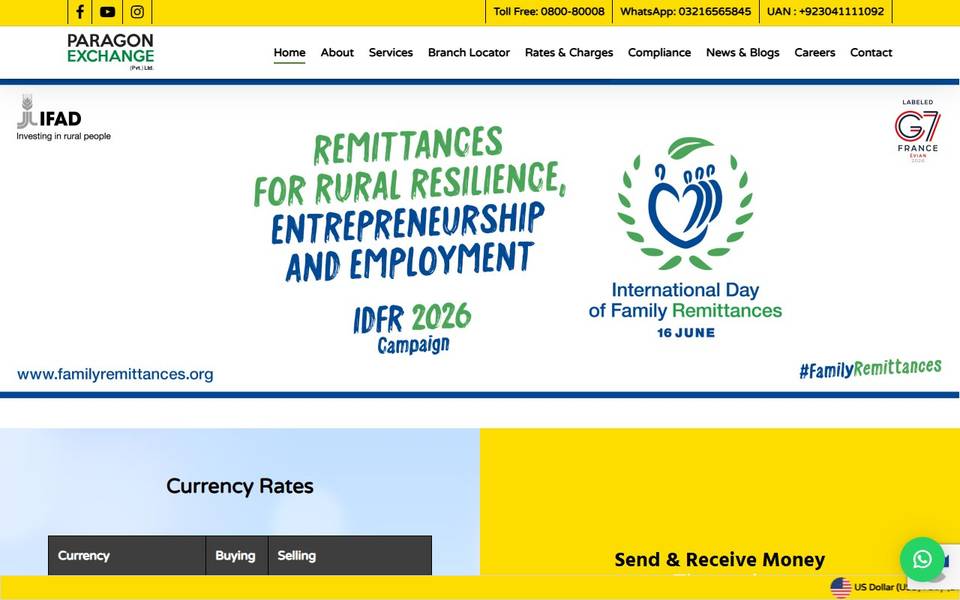 Toll Free: 0800-80008
WhatsApp: 03216565845
UAN : +923041111092
PARAGON
EXCHANGE
(Pvt.) Ltd.
Home
About
Services
Branch Locator
Rates & Charges
Compliance
News & Blogs
Careers
Contact
IFAD
Investing in rural people
LABELED
G7
FRANCE
EVIAN
2026
REMITTANCES
FOR RURAL RESILIENCE,
ENTREPRENEURSHIP
AND EMPLOYMENT
IDFR 2026
Campaign
International Day
of Family Remittances
16 JUNE
www.familyremittances.org
#FamilyRemittances
Currency Rates
Currency
Buying
Selling
Send & Receive Money
US Dollar